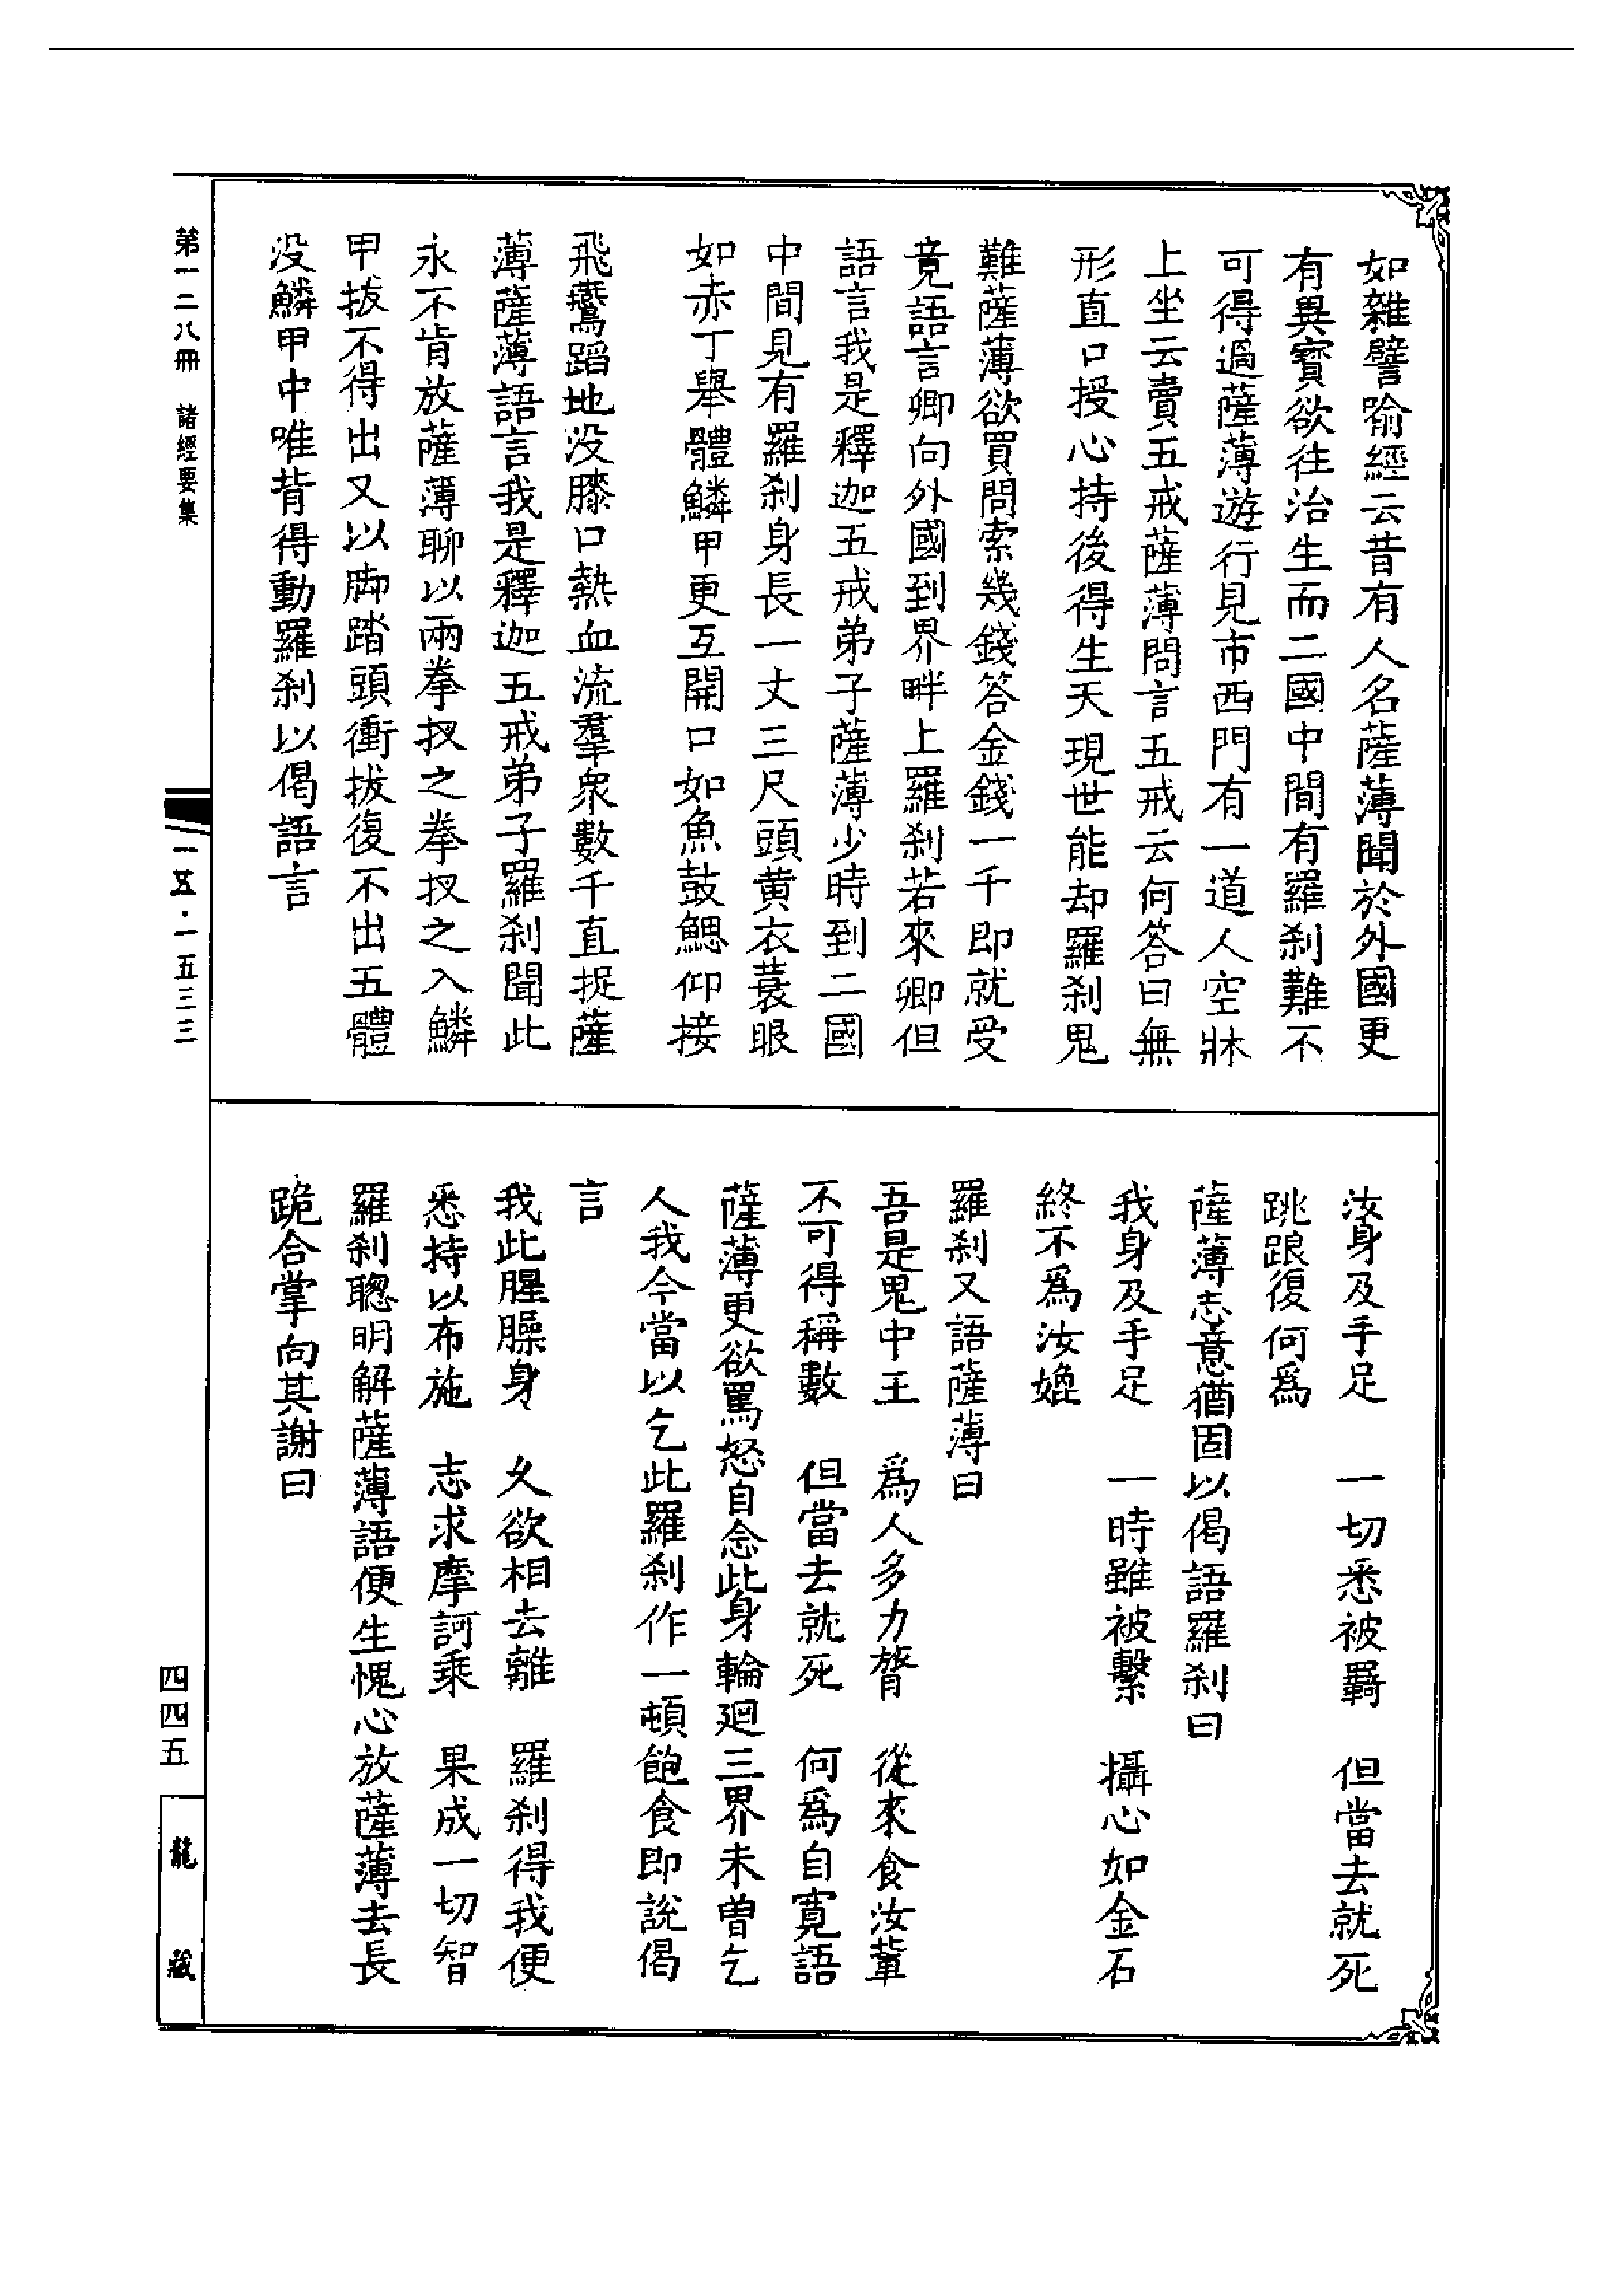 如雜譬喻經云昔有人名薩薄聞於外國更
有異寶欲往治生而二國中間有羅刹難不
可得過薩薄遊行見市西門有一道人空牀
上坐云賣五戒薩薄問言五戒云何答曰無
形直口授心持後得生天現世能却羅刹鬼
難薩薄欲買問索幾錢答金錢一千即就受
竟語言卿向外國到界畔上羅刹若來卿但
語言我是釋迦五戒弟子薩薄少時到二國
中間見有羅刹身長一丈三尺頭黄衣蓑眼
如赤丁舉體鱗甲更互開口如魚鼓鰓仰接
飛鷰蹈地没膝口熱血流羣衆數千直捉薩
薄薩薄語言我是釋迦五戒弟子羅刹聞此
永不肯放薩薄聊以兩拳扠之拳扠之入鱗
甲拔不得出又以脚踏頭衝拔復不出五體
没鱗甲中唯背得動羅刹以偈語言
汝身及手足　一切悉被羈　但當去就死
跳踉復何爲
薩薄志意猶固以偈語羅刹曰
我身及手足　一時雖被繫　攝心如金石
終不爲汝㜸
羅刹又語薩薄曰
吾是鬼中王　爲人多力膂　從來食汝輩
不可得稱數　但當去就死　何爲自寬語
薩薄更欲罵怒自念此身輪迴三界未曾乞
人我今當以乞此羅刹作一頓飽食即説偈
言
我此腥臊身　久欲相去離　羅刹得我便
悉持以布施　志求摩訶乘　果成一切智
羅刹聰明解薩薄語便生愧心放薩薄去長
跪合掌向其謝曰
第一二八冊　諸經要集
一五·一五三三
四四五
龍藏